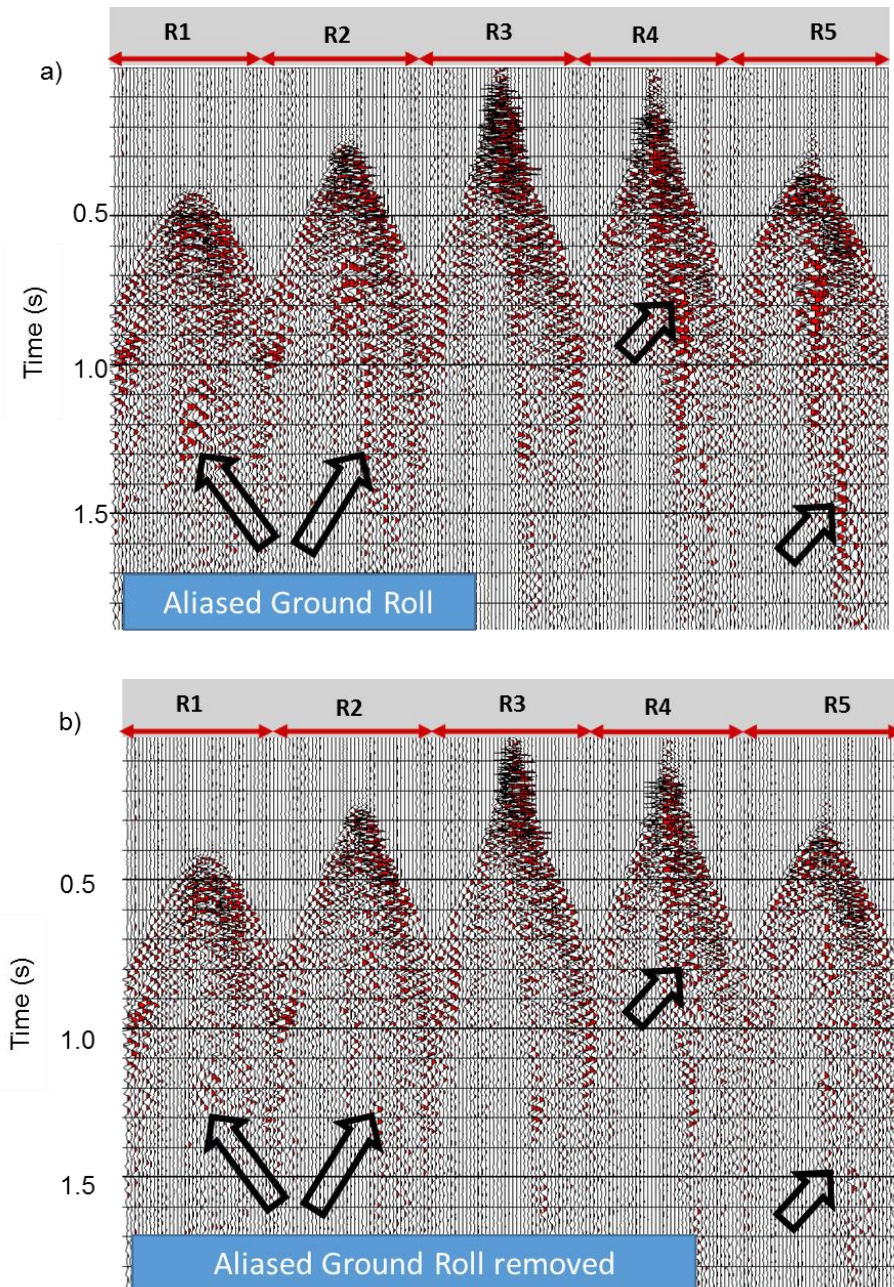 R1 R2 R3 R4 R5
a)
0.5
Time (s)
1.0
1.5
Aliased Ground Roll
R1 R2 R3 R4 R5
b)
0.5
Time (s)
1.0
1.5
Aliased Ground Roll removed